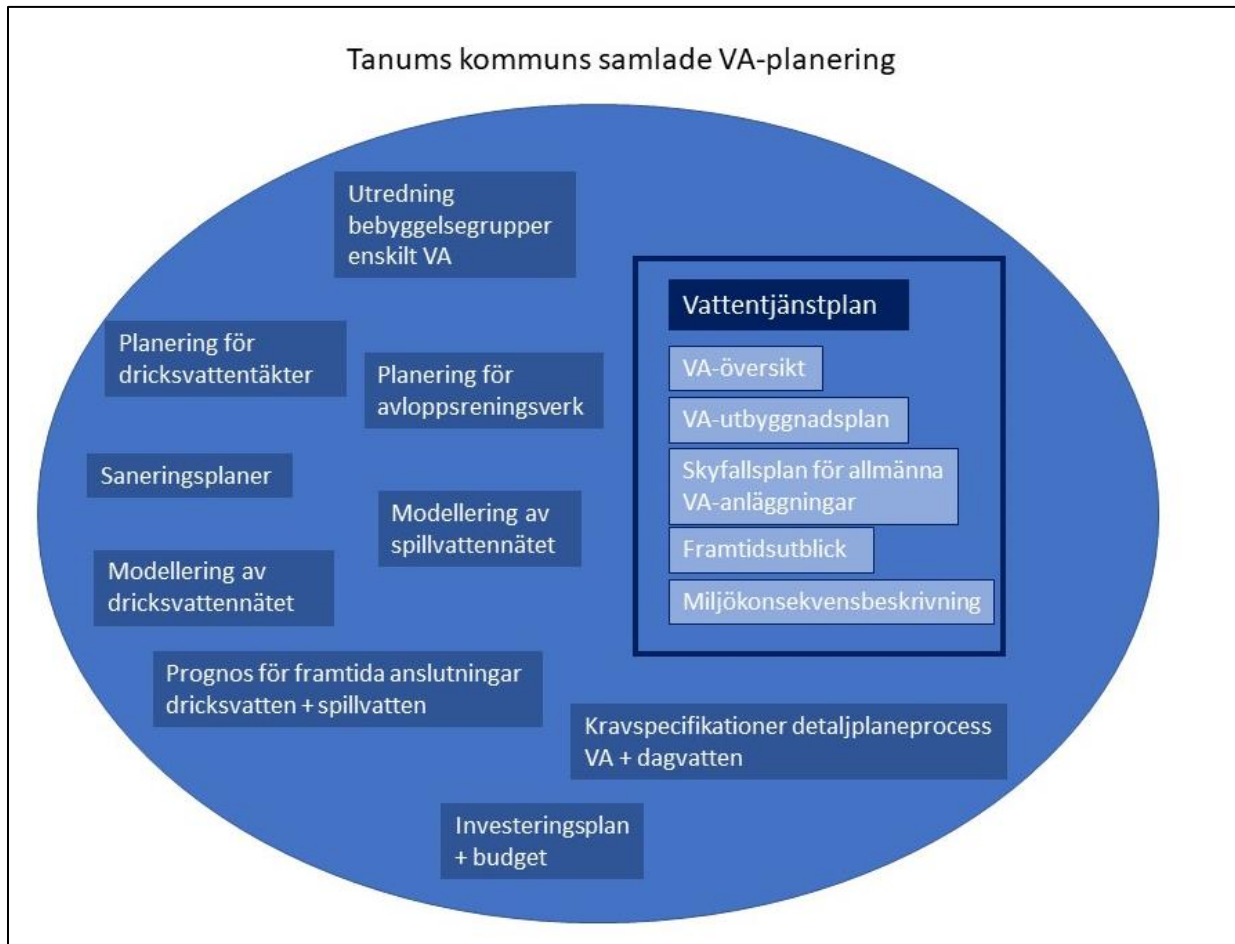 Tanums kommuns samlade VA-planering
Utredning
bebyggelsegrupper
enskilt VA
Planering för
dricksvattentäkter
Planering för
avloppsreningsverk
Saneringsplaner
Modellering av
spillvattennätet
Modellering av
dricksvattennätet
Prognos för framtida anslutningar
dricksvatten + spillvatten
Vattentjänstplan
VA-översikt
VA-utbyggnadsplan
Skyfallsplan för allmänna
VA-anläggningar
Framtidsutblick
Miljökonsekvensbeskrivning
Kravspecifikationer detaljplaneprocess
VA + dagvatten
Investeringsplan
+ budget